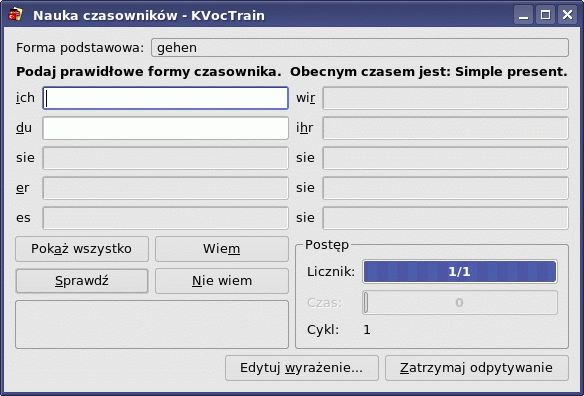 Nauka czasowników - KVocTrain
Forma podstawowa: gehen
Podaj prawidłowe formy czasownika. Obecnym czasem jest: Simple present.
ich wir
du ihr
sie sie
er sie
es sie
Pokaż wszystko Wiem
Sprawdź Nie wiem
Postęp
Licznik: 1/1
Czas: 0
Cykl: 1
Edytuj wyrażenie... Zatrzymaj odpytywanie